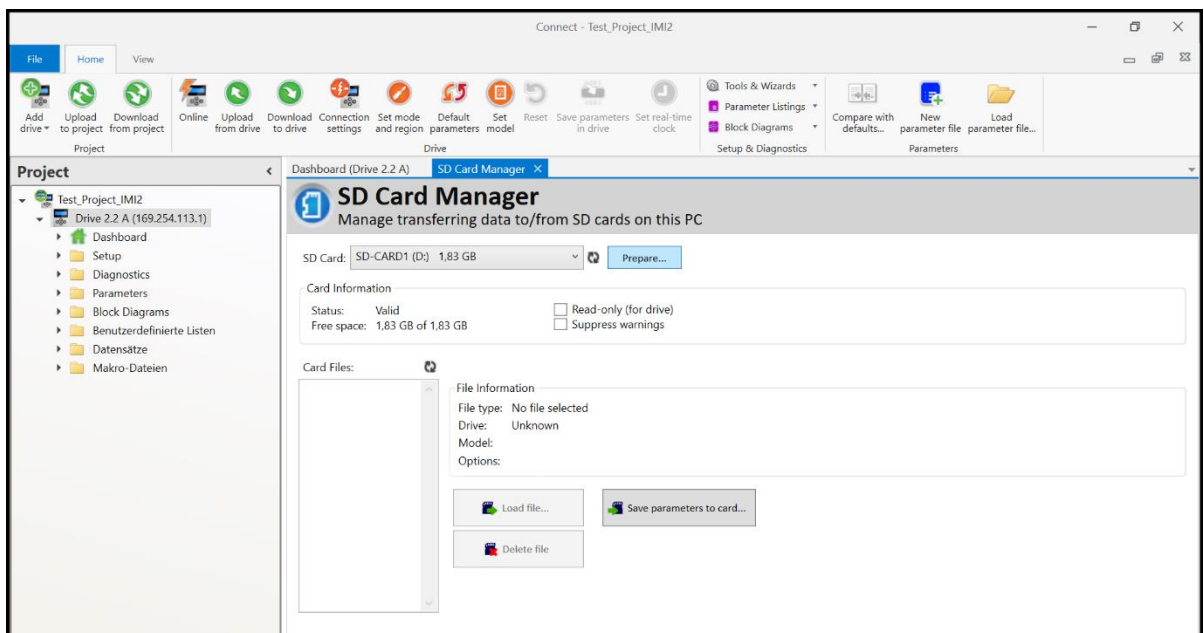 Connect - Test_Project_IMI2
File Home View
Add drive
Upload to project
Download from project
Online
Upload from drive
Download to drive
Connection settings
Set mode and region
Default parameters
Set model
Reset
Save parameters in drive
Set real-time clock
Tools & Wizards
Parameter Listings
Block Diagrams
Compare with defaults...
New parameter file
Load parameter file...
Project
Drive
Setup & Diagnostics
Parameters
Project
Test_Project_IMI2
Drive 2.2 A (169.254.113.1)
Dashboard
Setup
Diagnostics
Parameters
Block Diagrams
Benutzerdefinierte Listen
Datensätze
Makro-Dateien
Dashboard (Drive 2.2 A) SD Card Manager
SD Card Manager
Manage transferring data to/from SD cards on this PC
SD Card: SD-CARD1 (D:) 1,83 GB Prepare...
Card Information
Status: Valid Read-only (for drive)
Free space: 1,83 GB of 1,83 GB Suppress warnings
Card Files:
File Information
File type: No file selected
Drive: Unknown
Model:
Options:
Load file... Save parameters to card...
Delete file